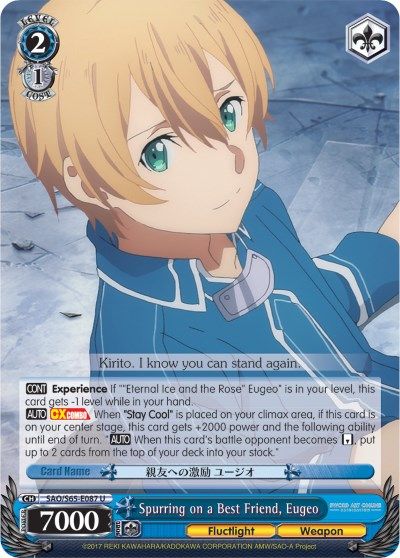 LEVEL
2
1
COST
Kirito. I know you can stand again.
CONT Experience If ""Eternal Ice and the Rose" Eugeo" is in your level, this
card gets -1 level while in your hand.
AUTO CXCOMBO When "Stay Cool" is placed on your climax area, if this card is
on your center stage, this card gets +2000 power and the following ability
until end of turn. "AUTO When this card's battle opponent becomes , put
up to 2 cards from the top of your deck into your stock."
Card Name 親友への激励 ユージオ
CH SAO/S65-E087 U
Spurring on a Best Friend, Eugeo
POWER 7000 SOUL
Fluctlight Weapon
©2017 REKI KAWAHARA/KADOKAWA CORPORATION AMW/SAO-A Project